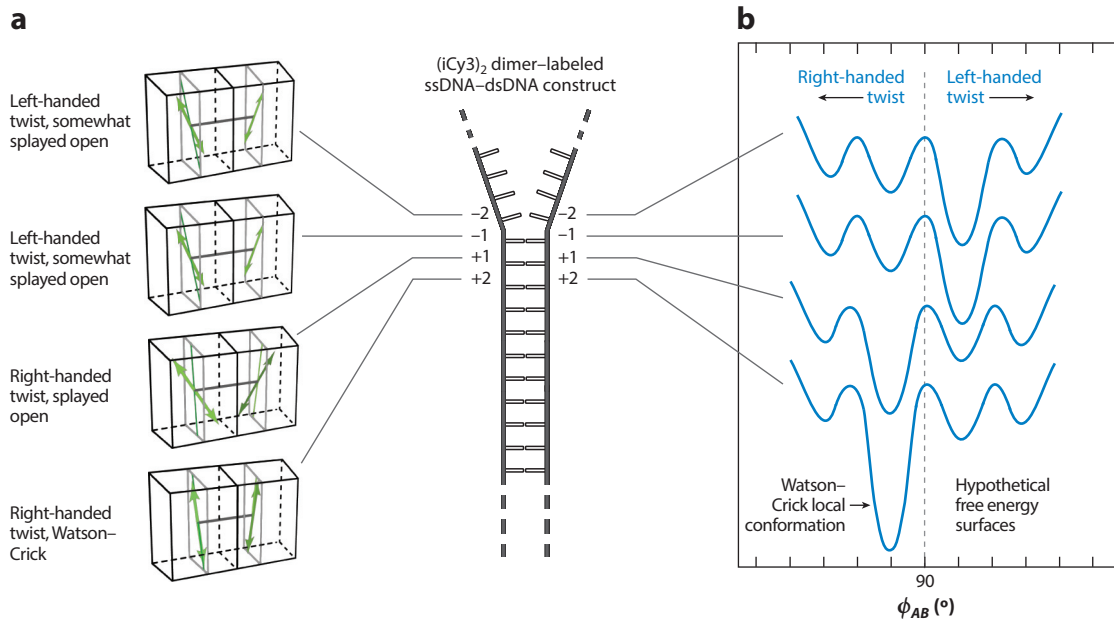 a
(iCy3)₂ dimer–labeled
ssDNA–dsDNA construct
Left-handed
twist, somewhat
splayed open
Left-handed
twist, somewhat
splayed open
Right-handed
twist, splayed
open
Right-handed
twist, Watson–
Crick
–2
–1
+1
+2
–2
–1
+1
+2
b
Right-handed
twist
Left-handed
twist
Watson–
Crick local
conformation
Hypothetical
free energy
surfaces
90
ϕAB (º)